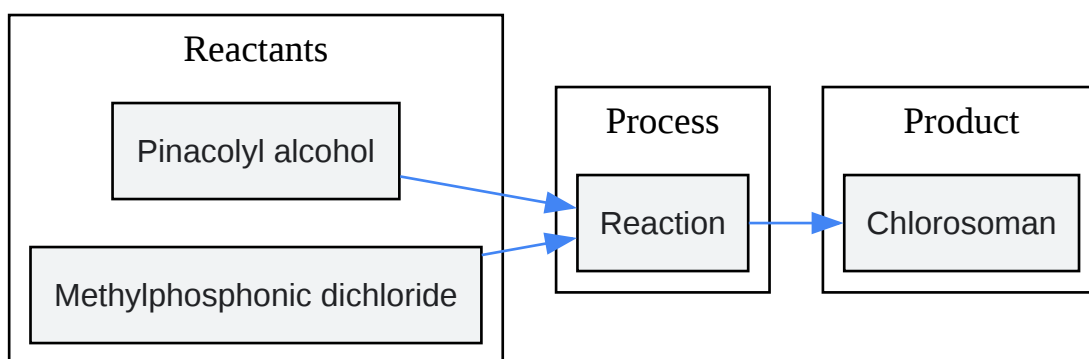 Reactants
Pinacolyl alcohol
Methylphosphonic dichloride
Process
Reaction
Product
Chlorosoman